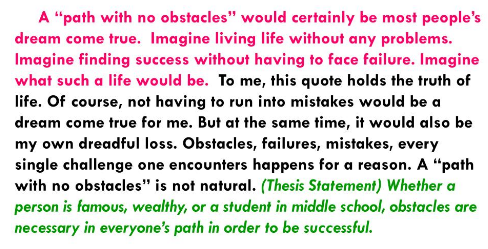 A “path with no obstacles” would certainly be most people’s
dream come true.  Imagine living life without any problems.
Imagine finding success without having to face failure. Imagine
what such a life would be.  To me, this quote holds the truth of
life. Of course, not having to run into mistakes would be a
dream come true for me. But at the same time, it would also be
my own dreadful loss. Obstacles, failures, mistakes, every
single challenge one encounters happens for a reason. A “path
with no obstacles” is not natural. (Thesis Statement) Whether a
person is famous, wealthy, or a student in middle school, obstacles are
necessary in everyone’s path in order to be successful.